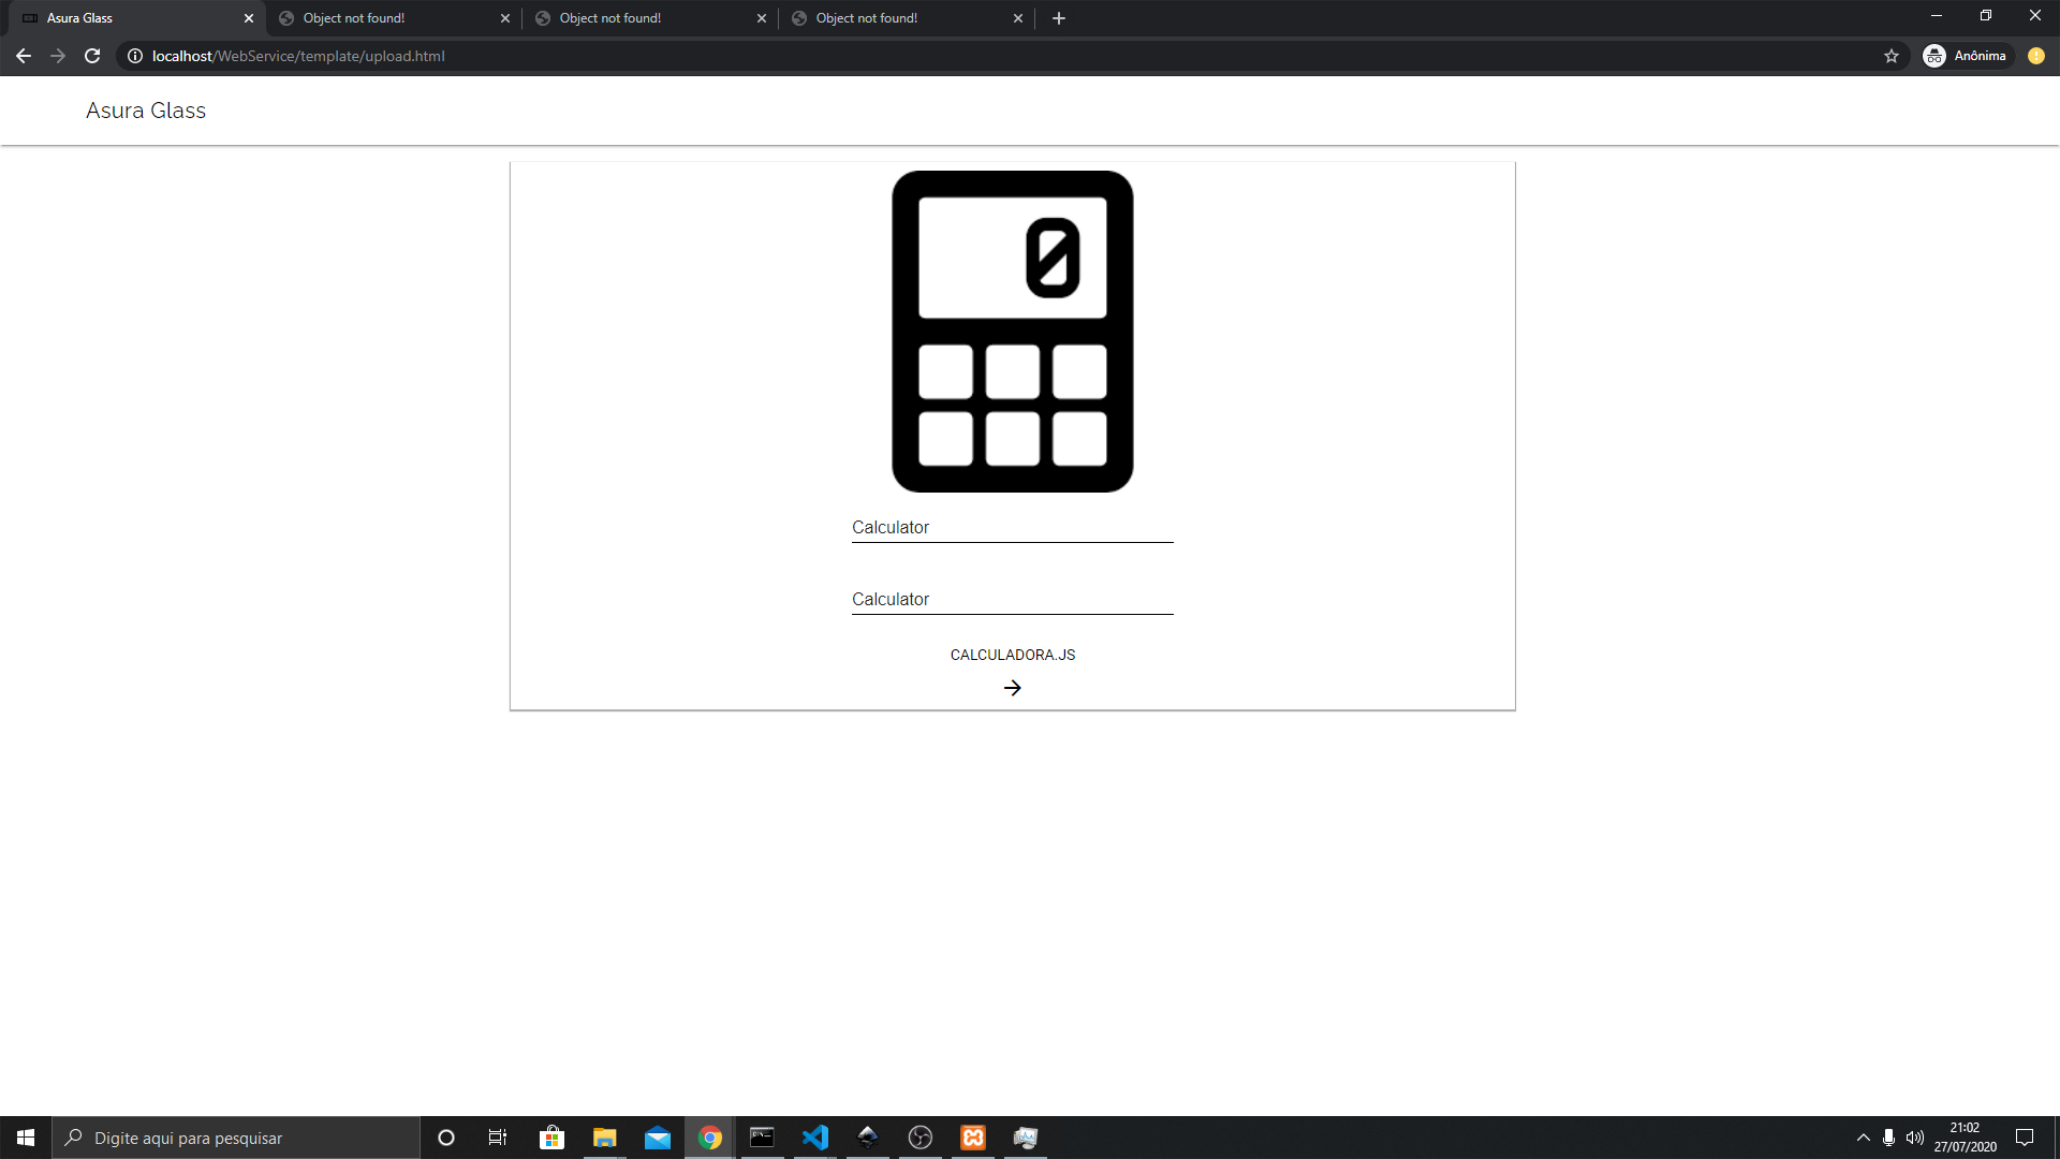 Asura Glass
Object not found!
Object not found!
Object not found!
localhost/WebService/template/upload.html
Anônima
Asura Glass
0
Calculator
Calculator
CALCULADORA.JS
Digite aqui para pesquisar
21:02
27/07/2020